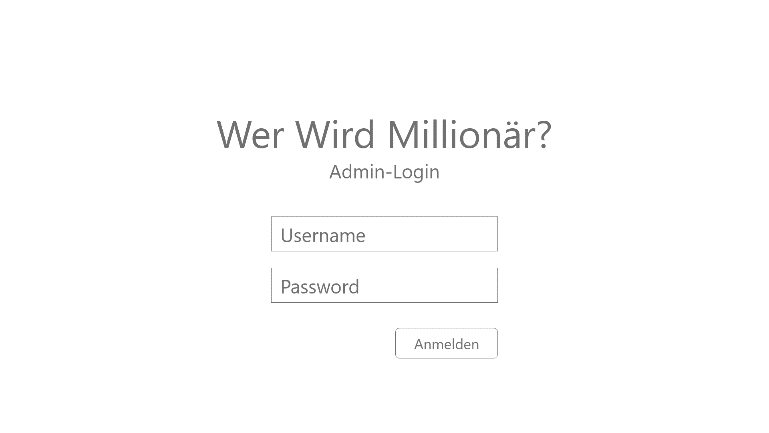 Wer Wird Millionär?
Admin-Login
Username
Password
Anmelden